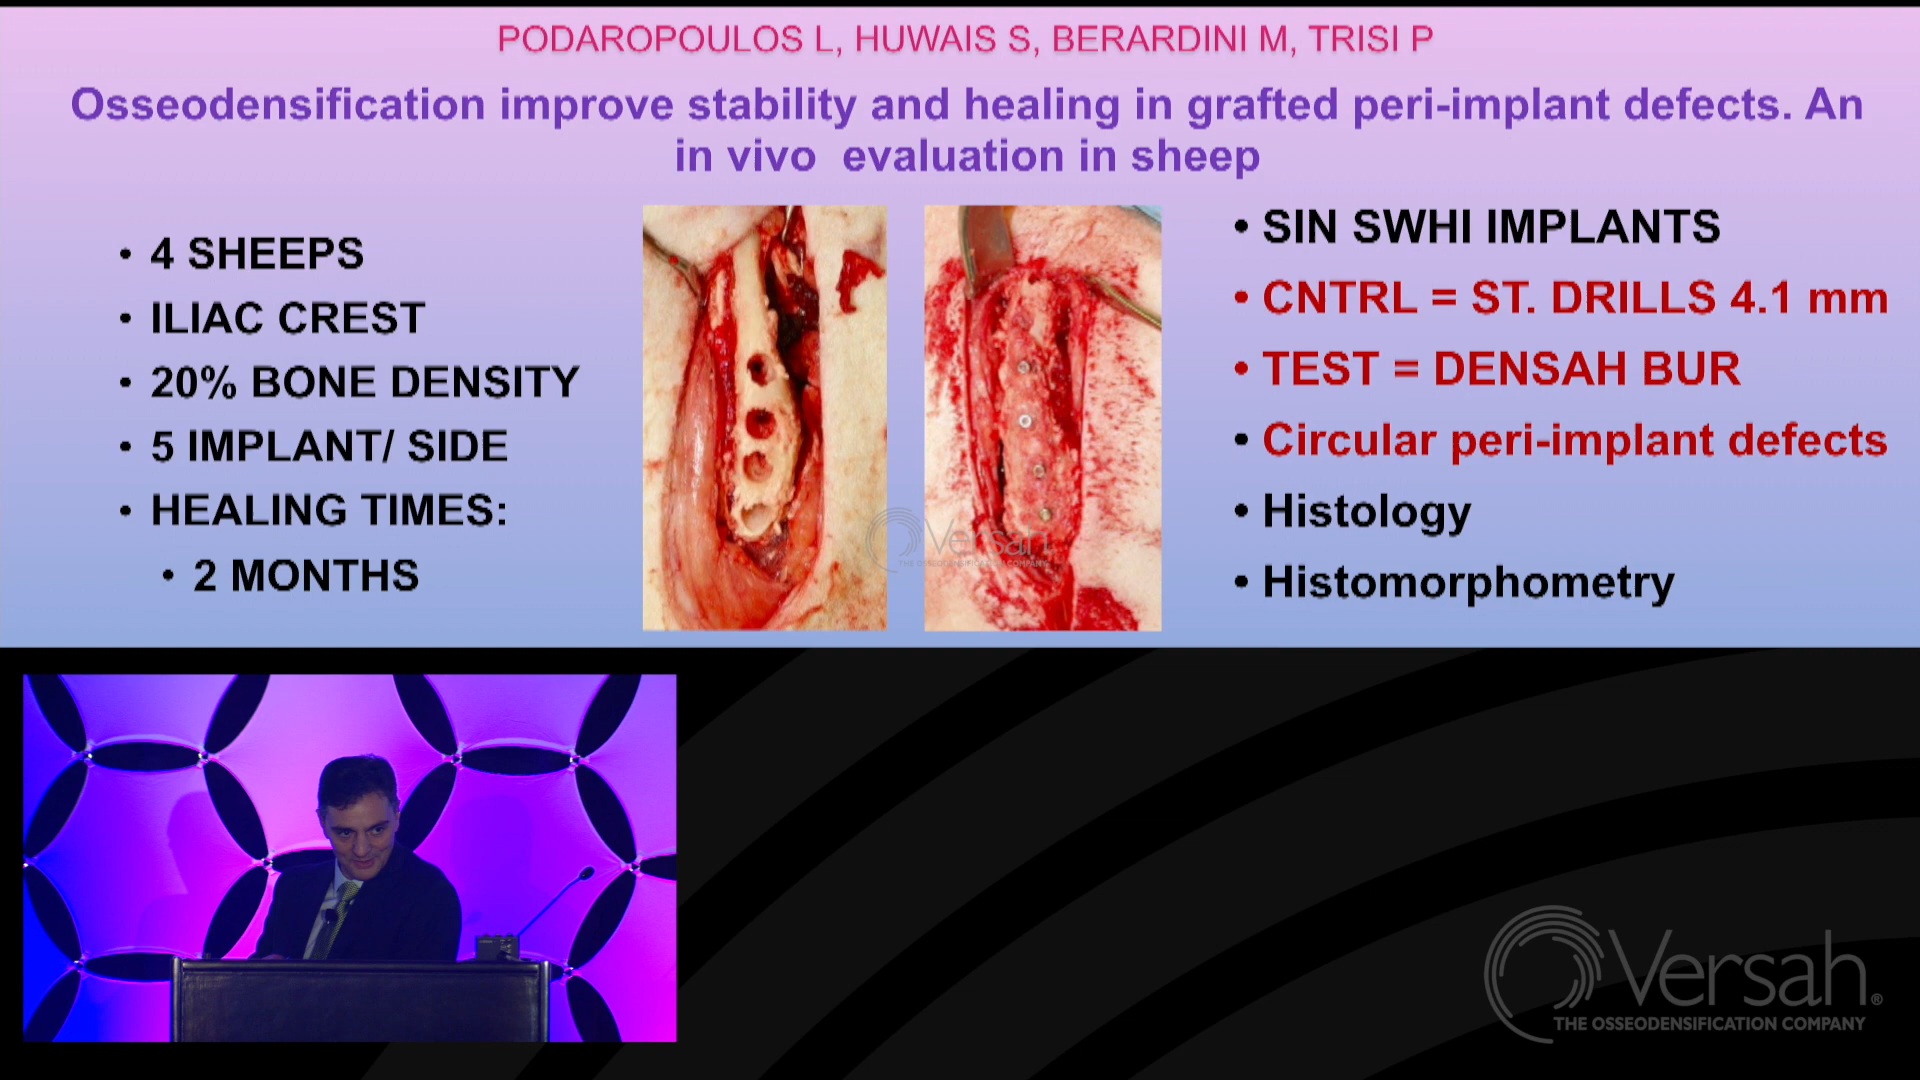 PODAROPOULOS L, HUWAIS S, BERARDINI M, TRISI P
Osseodensification improve stability and healing in grafted peri-implant defects. An
in vivo evaluation in sheep
• 4 SHEEPS
• ILIAC CREST
• 20% BONE DENSITY
• 5 IMPLANT/ SIDE
• HEALING TIMES:
• 2 MONTHS
• SIN SWHI IMPLANTS
• CNTRL = ST. DRILLS 4.1 mm
• TEST = DENSAH BUR
• Circular peri-implant defects
• Histology
• Histomorphometry
Versah
THE OSSEODENSIFICATION COMPANY
Versah®
THE OSSEODENSIFICATION COMPANY